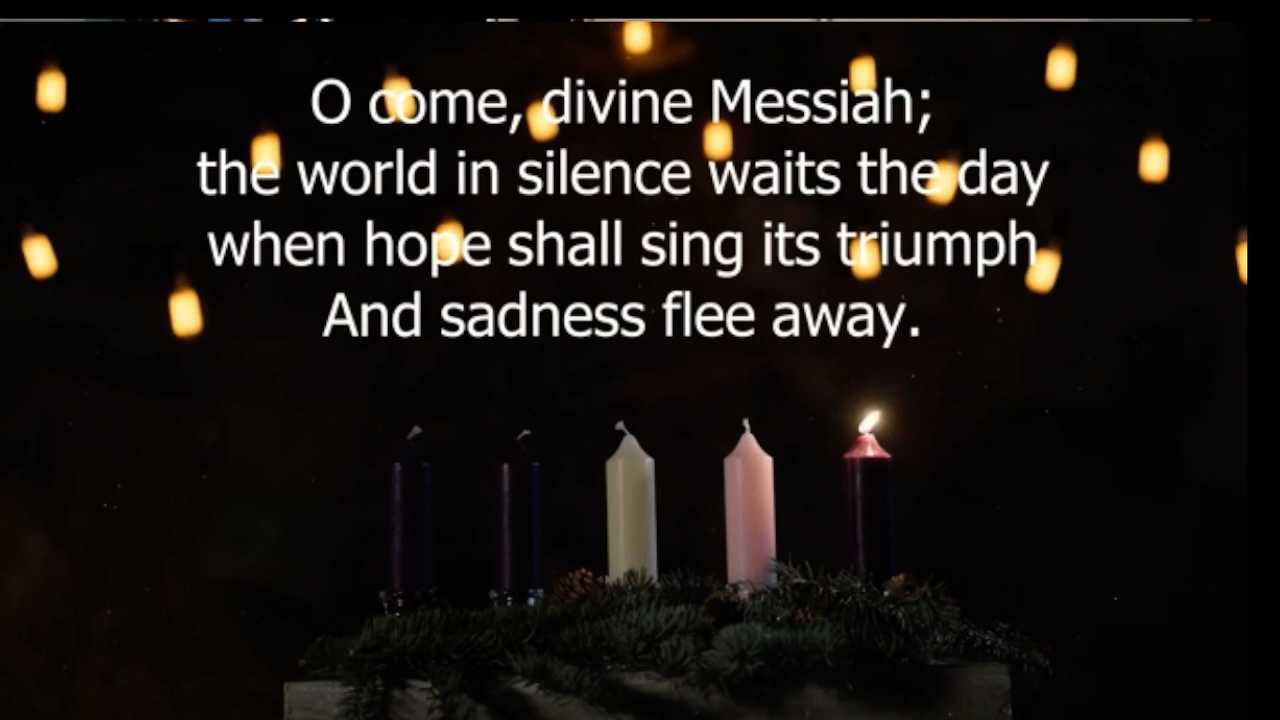 O come, divine Messiah;
the world in silence waits the day
when hope shall sing its triumph
And sadness flee away.